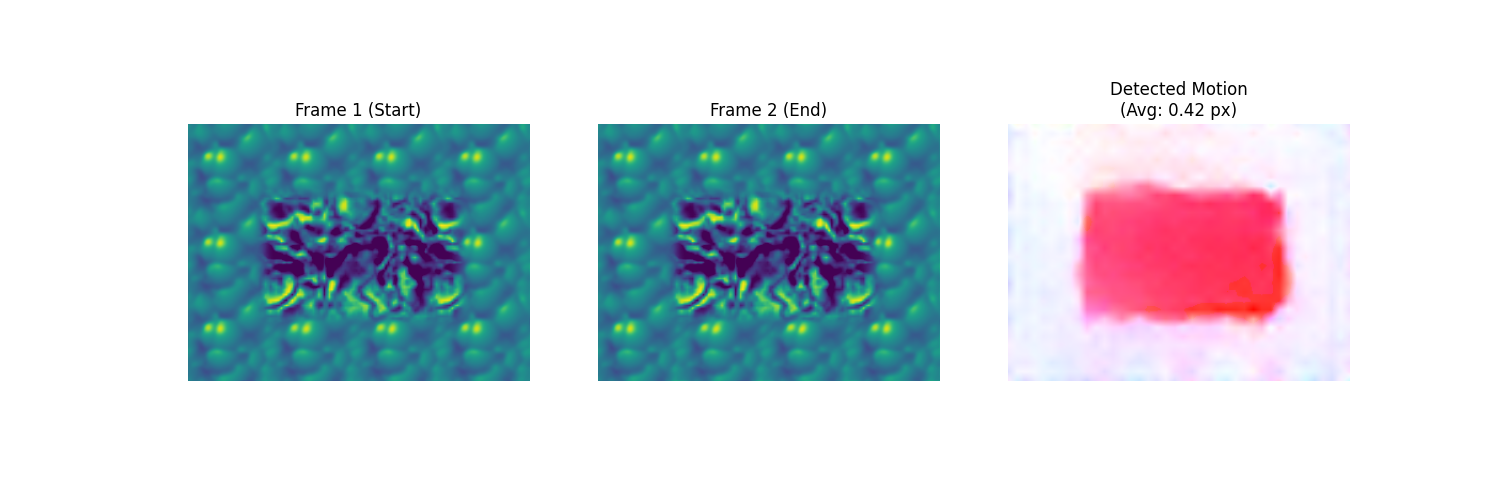 Frame 1 (Start)
Frame 2 (End)
Detected Motion
(Avg: 0.42 px)